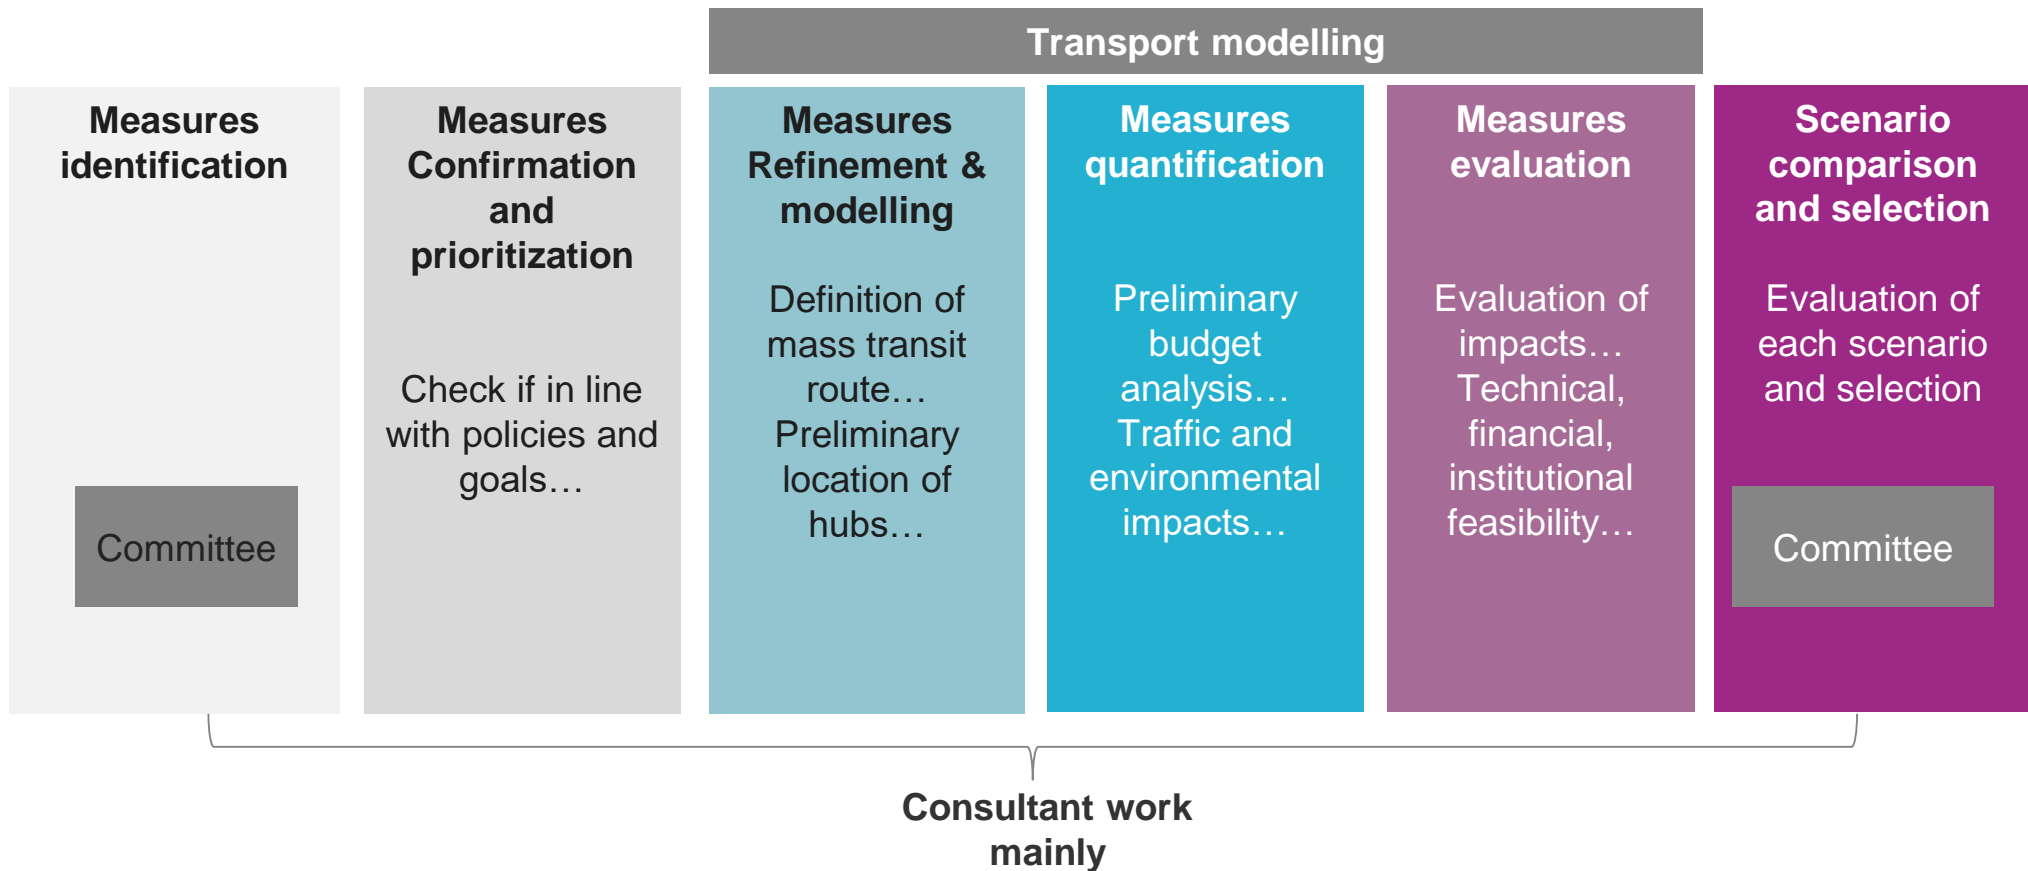 Transport modelling
Measures
identification
Committee
Measures
Confirmation
and
prioritization
Check if in line
with policies and
goals…
Measures
Refinement &
modelling
Definition of
mass transit
route…
Preliminary
location of
hubs…
Measures
quantification
Preliminary
budget
analysis…
Traffic and
environmental
impacts…
Measures
evaluation
Evaluation of
impacts…
Technical,
financial,
institutional
feasibility…
Scenario
comparison
and selection
Evaluation of
each scenario
and selection
Committee
Consultant work
mainly